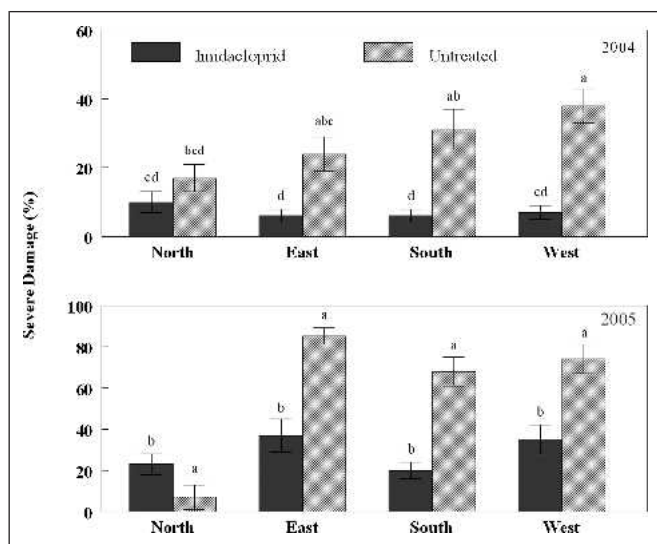 60
Imidacloprid Untreated 2004
a
ab
40
abc
bcd
20
cd d d cd
0
North East South West
Severe Damage (%)
100
2005
a
a
80
a
60
40
b b
b
b
20
a
0
North East South West